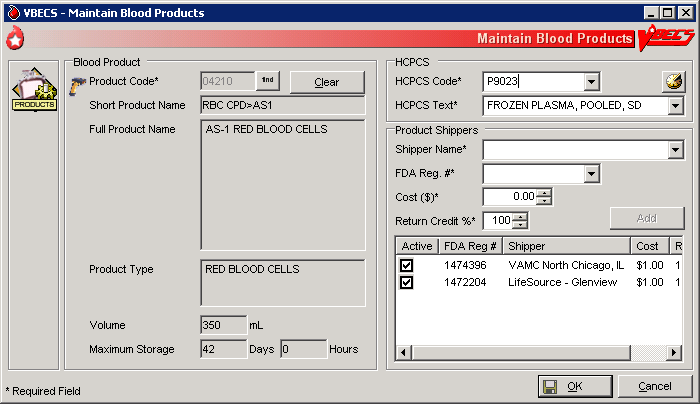 VBECS - Maintain Blood Products
Maintain Blood Products
VBECS
PRODUCTS
Blood Product
Product Code* 04210 find Clear
Short Product Name RBC CPD>AS1
Full Product Name AS-1 RED BLOOD CELLS
Product Type RED BLOOD CELLS
Volume 350 mL
Maximum Storage 42 Days 0 Hours
HCPCS
HCPCS Code* P9023
HCPCS Text* FROZEN PLASMA, POOLED, SD
Product Shippers
Shipper Name*
FDA Reg. #*
Cost ($)* 0.00
Return Credit %* 100 Add
Active FDA Reg # Shipper Cost R
1474396 VAMC North Chicago, IL $1.00 1
1472204 LifeSource - Glenview $1.00 1
* Required Field
OK Cancel